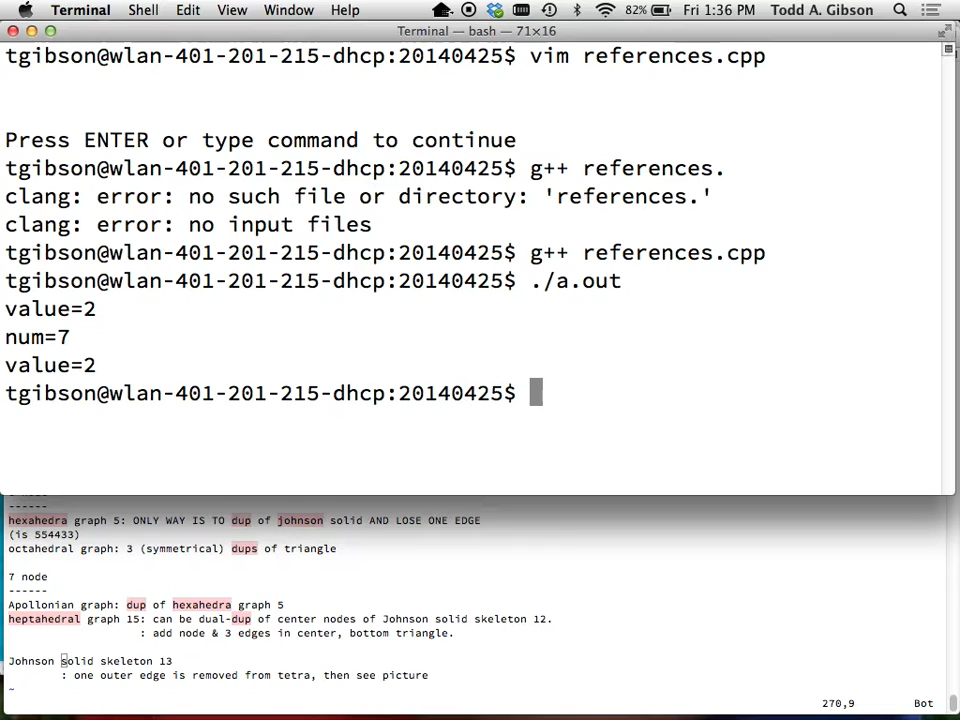 Terminal Shell Edit View Window Help 82% Fri 1:36 PM Todd A. Gibson
Terminal — bash — 71×16
tgibson@wlan-401-201-215-dhcp:20140425$ vim references.cpp
Press ENTER or type command to continue
tgibson@wlan-401-201-215-dhcp:20140425$ g++ references.
clang: error: no such file or directory: 'references.'
clang: error: no input files
tgibson@wlan-401-201-215-dhcp:20140425$ g++ references.cpp
tgibson@wlan-401-201-215-dhcp:20140425$ ./a.out
value=2
num=7
value=2
tgibson@wlan-401-201-215-dhcp:20140425$
------
hexahedra graph 5: ONLY WAY IS TO dup of johnson solid AND LOSE ONE EDGE
(is 554433)
octahedral graph: 3 (symmetrical) dups of triangle
7 node
------
Apollonian graph: dup of hexahedra graph 5
heptahedral graph 15: can be dual-dup of center nodes of Johnson solid skeleton 12.
: add node & 3 edges in center, bottom triangle.
Johnson solid skeleton 13
: one outer edge is removed from tetra, then see picture
~
270,9 Bot